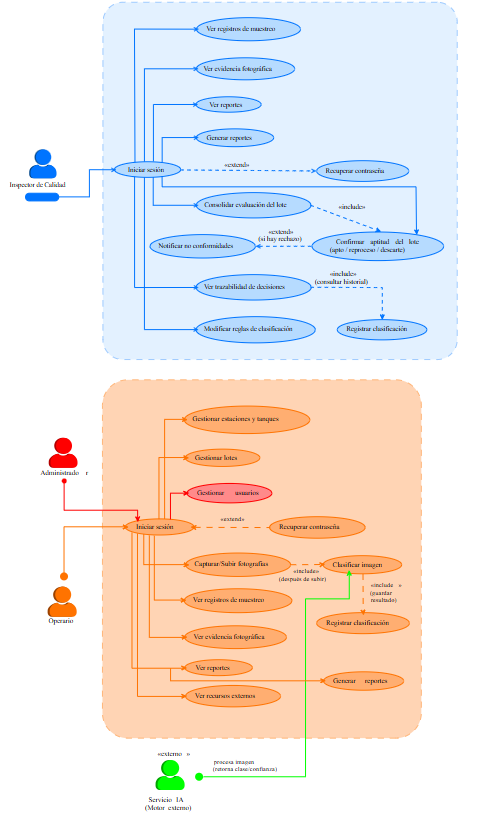 Ver registros de muestreo
Ver evidencia fotográfica
Ver reportes
Generar reportes
Inspector de Calidad
Iniciar sesión
«extend»
Recuperar contraseña
Consolidar evaluación del lote
«include»
«extend»
(si hay rechazo)
Notificar no conformidades
Confirmar aptitud del lote
(apto / reproceso / descarte)
Ver trazabilidad de decisiones
«include»
(consultar historial)
Modificar reglas de clasificación
Registrar clasificación
Gestionar estaciones y tanques
Gestionar lotes
Administrado r
Gestionar usuarios
Iniciar sesión
«extend»
Recuperar contraseña
Capturar/Subir fotografías
«include»
(después de subir)
Clasificar imagen
«include »
(guardar
resultado)
Operario
Ver registros de muestreo
Registrar clasificación
Ver evidencia fotográfica
Ver reportes
Generar reportes
Ver recursos externos
«externo »
procesa imagen
(retorna clase/confianza)
Servicio IA
(Motor externo)